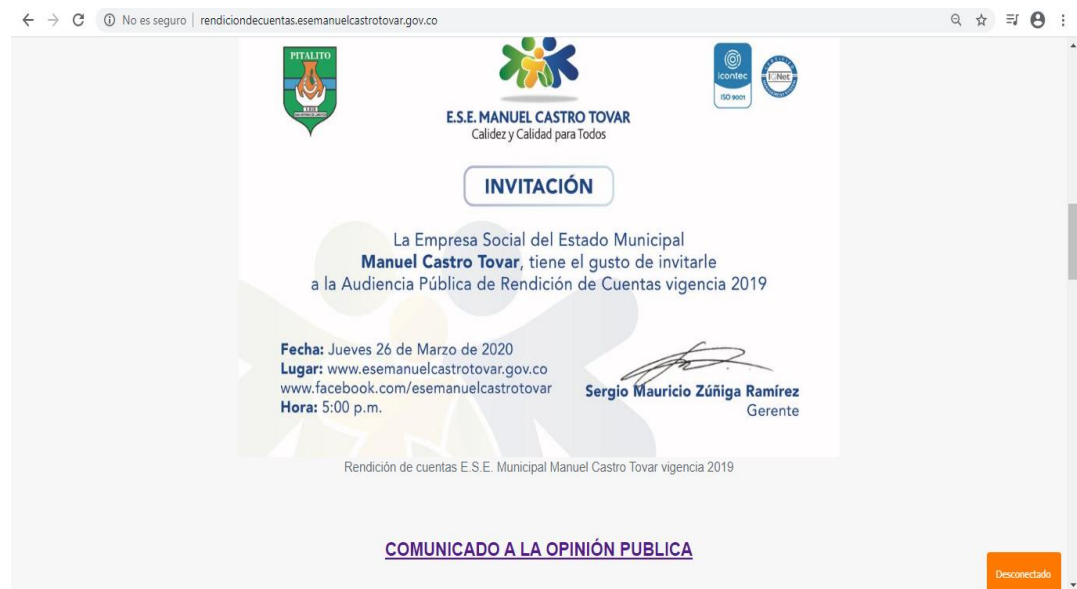 No es seguro | rendiciondecuentas.esemanuelcastrotovar.gov.co
PITALITO
icontec
ISO 9001
IQNet
E.S.E. MANUEL CASTRO TOVAR
Calidez y Calidad para Todos
INVITACIÓN
La Empresa Social del Estado Municipal
Manuel Castro Tovar, tiene el gusto de invitarle
a la Audiencia Pública de Rendición de Cuentas vigencia 2019
Fecha: Jueves 26 de Marzo de 2020
Lugar: www.esemanuelcastrotovar.gov.co
www.facebook.com/esemanuelcastrotovar
Hora: 5:00 p.m.
Sergio Mauricio Zúñiga Ramírez
Gerente
Rendición de cuentas E.S.E. Municipal Manuel Castro Tovar vigencia 2019
COMUNICADO A LA OPINIÓN PUBLICA
Desconectado